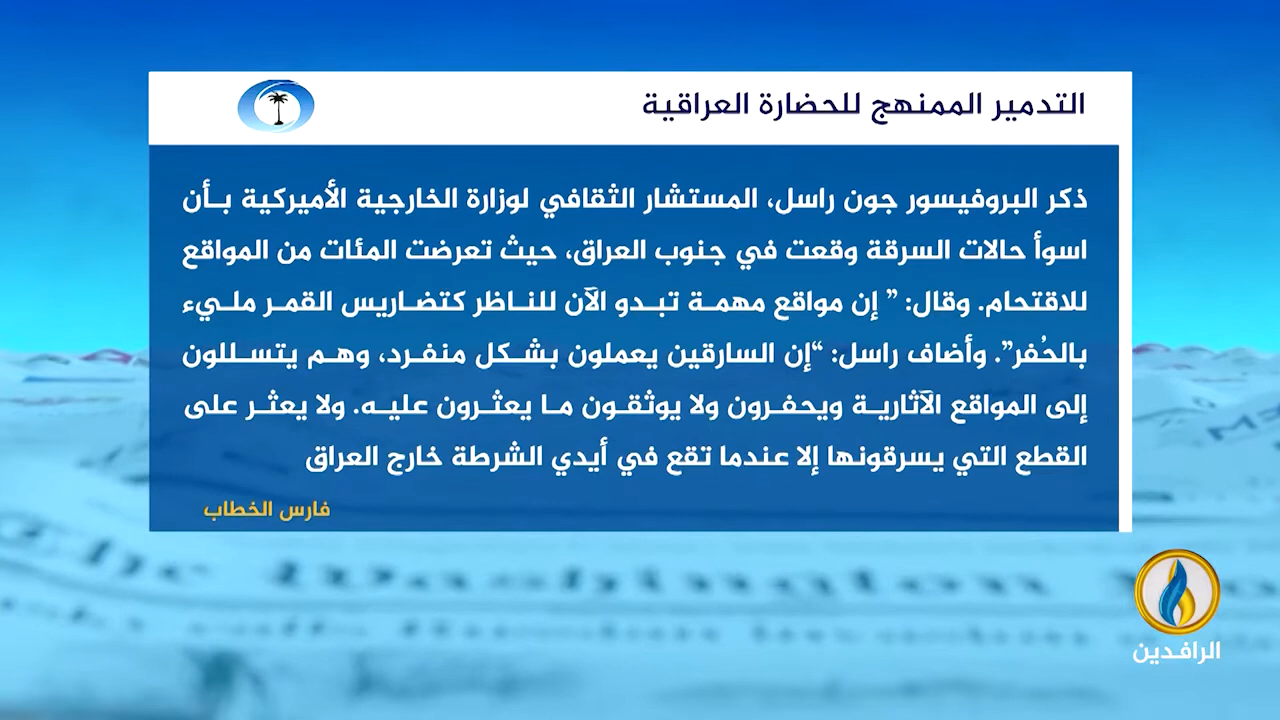 التدمير الممنهج للحضارة العراقية
ذكر البروفيسور جون راسل، المستشار الثقافي لوزارة الخارجية الأميركية بـأن
اسوأ حالات السرقة وقعت في جنوب العراق، حيث تعرضت المئات من المواقع
للاقتحام. وقال: ” إن مواقع مهمـة تبـدو الآن للنـاظر كتضـاريس القمـر ملـيء
بالحُفر”. وأضاف راسل: “إن السارقين يعملون بشـكل منفـرد، وهـم يتسـللون
إلى المواقع الآثاريـة ويحفـرون ولا يوثقـون مـا يعثـرون عليـه. ولا يعثـر على
القطع التي يسرقونها إلا عندما تقع في أيدي الشرطة خارج العراق
فارس الخطاب
الرافـدين